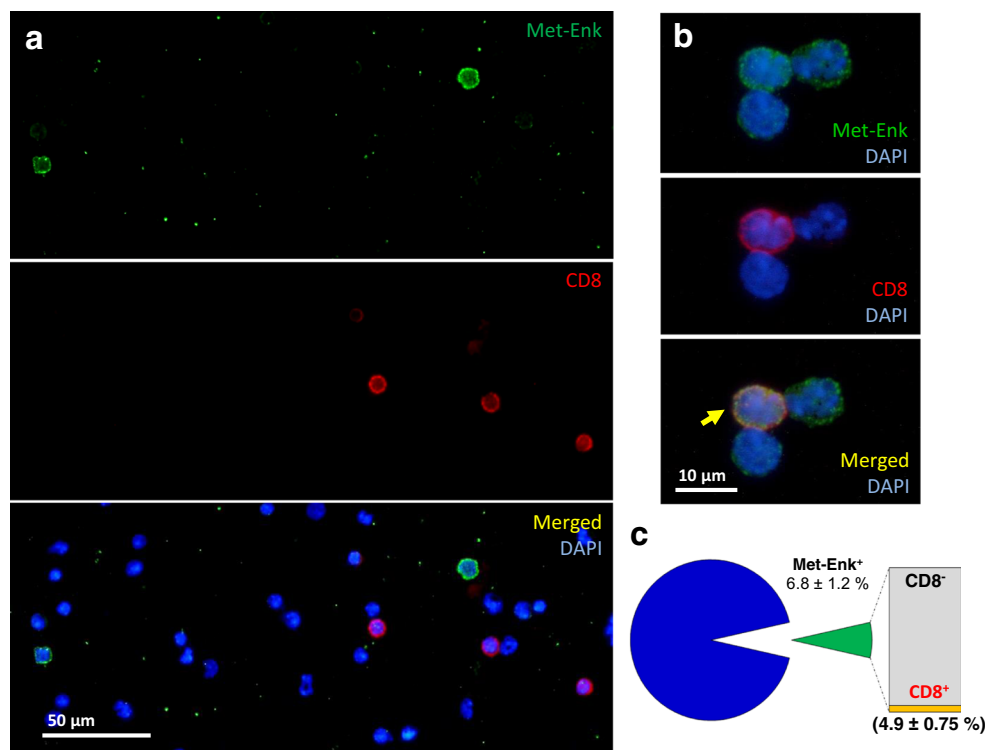 a
Met-Enk
CD8
Merged
DAPI
50 µm
b
Met-Enk
DAPI
CD8
DAPI
Merged
DAPI
10 µm
c
Met-Enk⁺
6.8 ± 1.2 %
CD8⁻
CD8⁺
(4.9 ± 0.75 %)